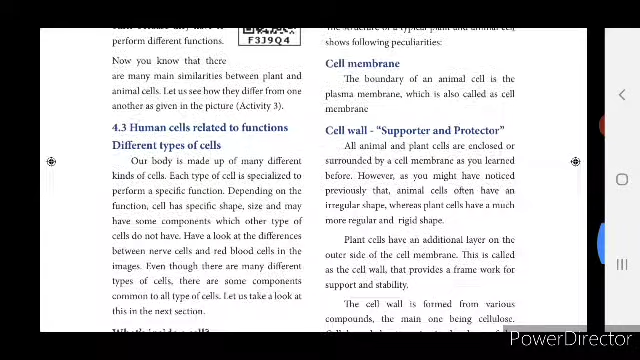 perform different functions.
F3J9Q4
Now you know that there
are many main similarities between plant and
animal cells. Let us see how they differ from one
another as given in the picture (Activity 3).
4.3 Human cells related to functions
Different types of cells
Our body is made up of many different
kinds of cells. Each type of cell is specialized to
perform a specific function. Depending on the
function, cell has specific shape, size and may
have some components which other type of
cells do not have. Have a look at the differences
between nerve cells and red blood cells in the
images. Even though there are many different
types of cells, there are some components
common to all type of cells. Let us take a look at
this in the next section.
What's inside a cell?
The structure of a typical plant and animal cell,
shows following peculiarities:
Cell membrane
The boundary of an animal cell is the
plasma membrane, which is also called as cell
membrane
Cell wall - “Supporter and Protector”
All animal and plant cells are enclosed or
surrounded by a cell membrane as you learned
before. However, as you might have noticed
previously that, animal cells often have an
irregular shape, whereas plant cells have a much
more regular and rigid shape.
Plant cells have an additional layer on the
outer side of the cell membrane. This is called
as the cell wall, that provides a frame work for
support and stability.
The cell wall is formed from various
compounds, the main one being cellulose.
PowerDirector